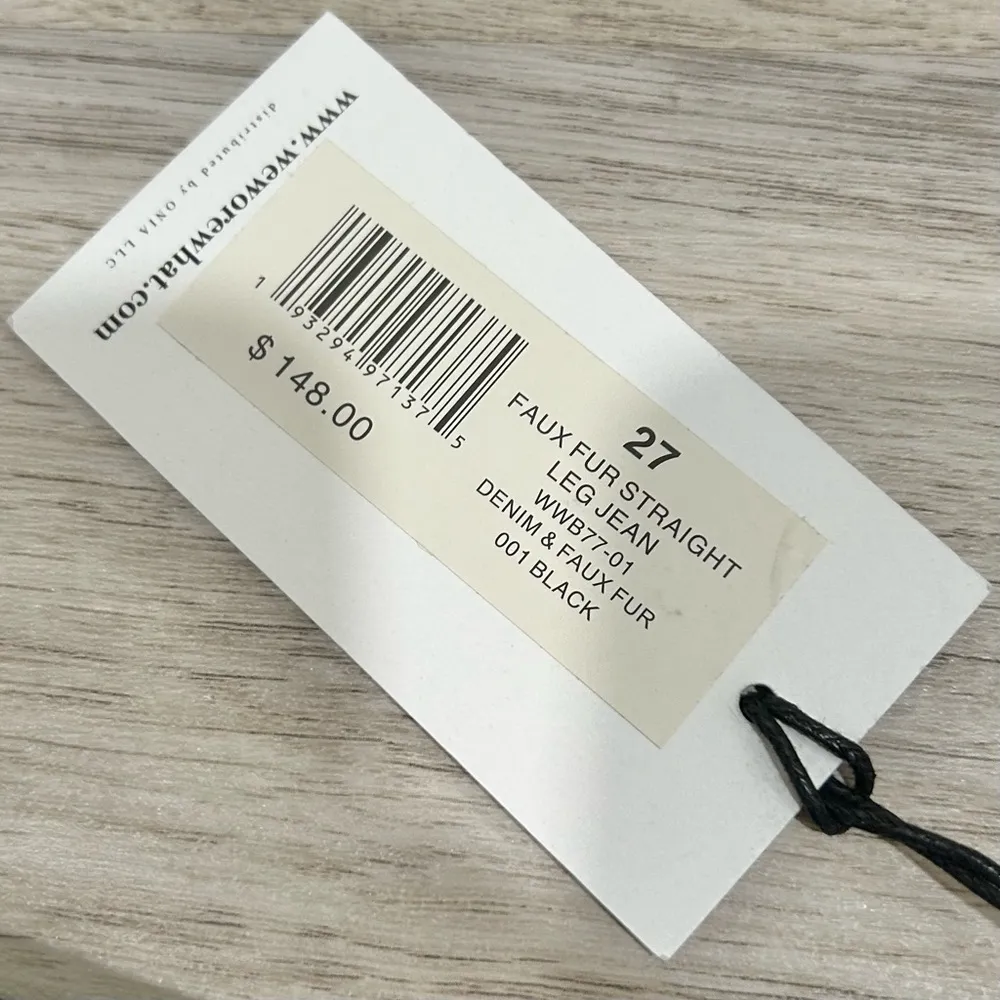 27
FAUX FUR STRAIGHT
LEG JEAN
WWB77-01
DENIM & FAUX FUR
001 BLACK
1 93294 97137 5
$ 148.00
www.weworewhat.com
distributed by ONIA LLC